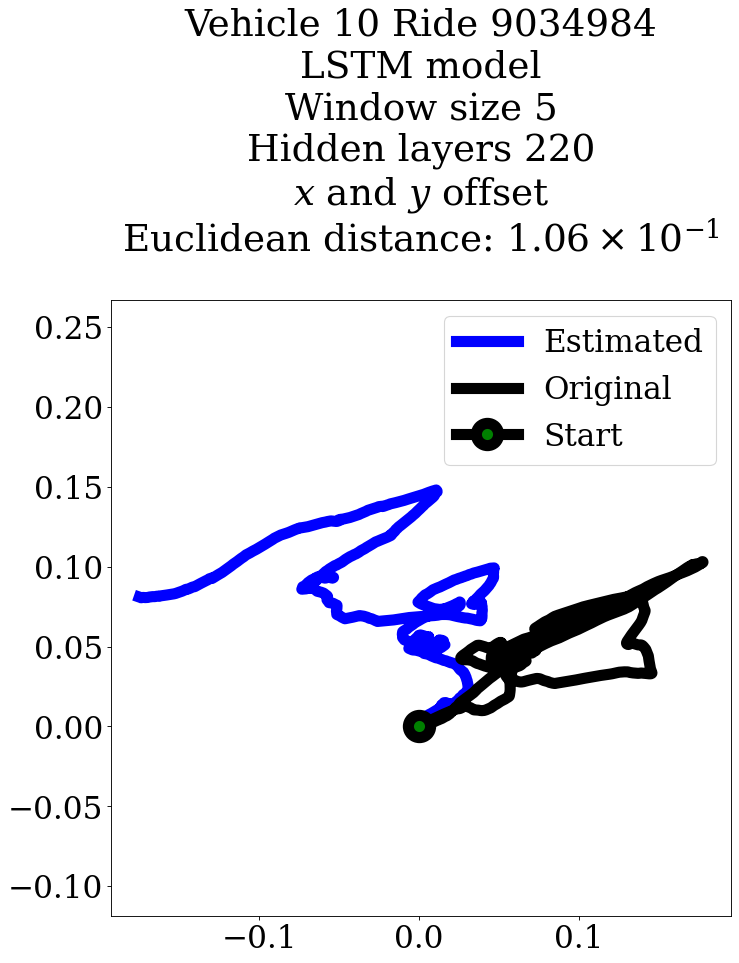 Vehicle 10 Ride 9034984
LSTM model
Window size 5
Hidden layers 220
x and y offset
Euclidean distance: 1.06 × 10⁻¹
Estimated
Original
Start
0.25
0.20
0.15
0.10
0.05
0.00
−0.05
−0.10
−0.1 0.0 0.1